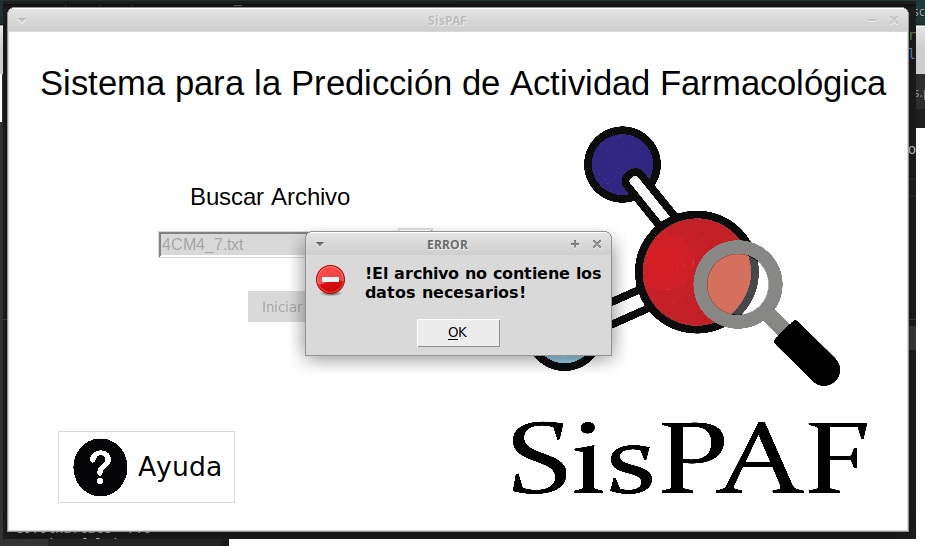 SisPAF
Sistema para la Predicción de Actividad Farmacológica
Buscar Archivo
4CM4_7.txt
ERROR
!El archivo no contiene los
datos necesarios!
Iniciar
OK
Ayuda
SisPAF